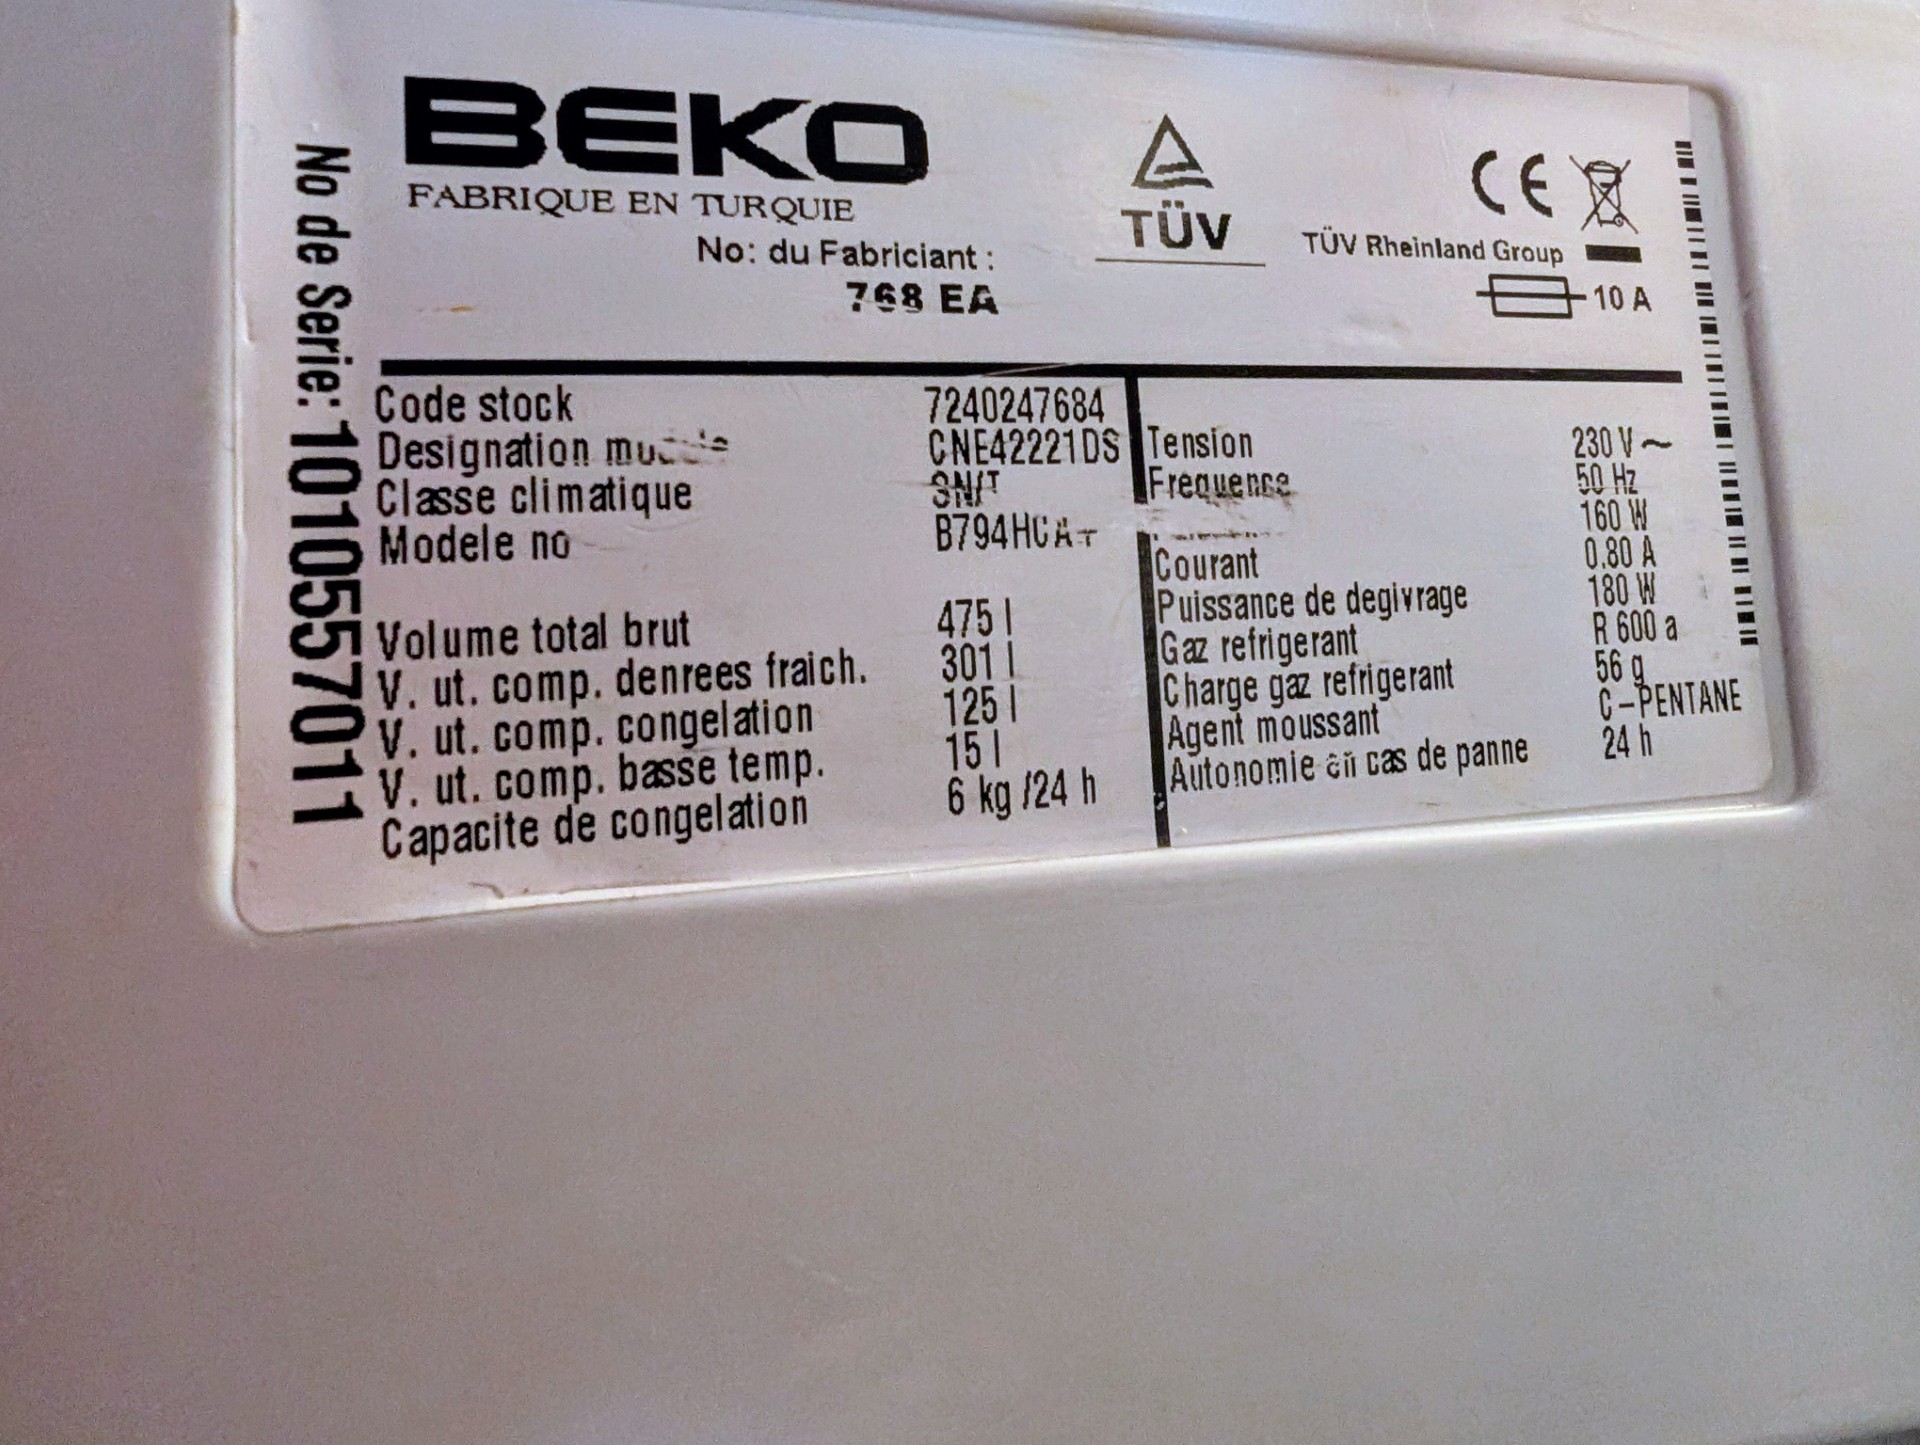 BEKO
FABRIQUE EN TURQUIE
No: du Fabriciant :
768 EA
TÜV
TÜV Rheinland Group
CE
10 A
No de Serie: 1010557011
Code stock 7240247684
Designation CNE42221DS
Classe climatique SN/T
Modele no B794HCA+
Volume total brut 475 l
V. ut. comp. denrees fraich. 301 l
V. ut. comp. congelation 125 l
V. ut. comp. basse temp. 15 l
Capacite de congelation 6 kg /24 h
Tension 230 V ~
Frequence 50 Hz
160 W
Courant 0.80 A
Puissance de degivrage 180 W
Gaz refrigerant R 600 a
Charge gaz refrigerant 56 g
Agent moussant C-PENTANE
Autonomie en cas de panne 24 h